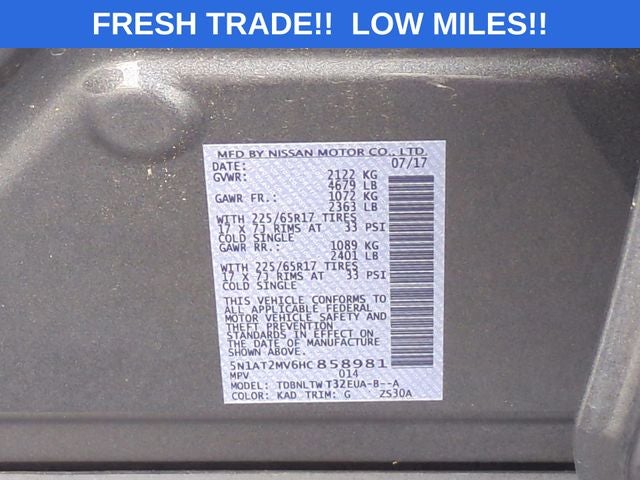 FRESH TRADE!! LOW MILES!!
MFD BY NISSAN MOTOR CO., LTD.
DATE: 07/17
GVWR: 2122 KG
4679 LB
GAWR FR.: 1072 KG
2363 LB
WITH 225/65R17 TIRES
17 X 7J RIMS AT 33 PSI
COLD SINGLE
GAWR RR.: 1089 KG
2401 LB
WITH 225/65R17 TIRES
17 X 7J RIMS AT 33 PSI
COLD SINGLE
THIS VEHICLE CONFORMS TO
ALL APPLICABLE FEDERAL
MOTOR VEHICLE SAFETY AND
THEFT PREVENTION
STANDARDS IN EFFECT ON
THE DATE OF MANUFACTURE
SHOWN ABOVE.
5N1AT2MV6HC858981
MPV 014
MODEL: TDBNLTW T32EUA-B--A
COLOR: KAD TRIM: G ZS30A